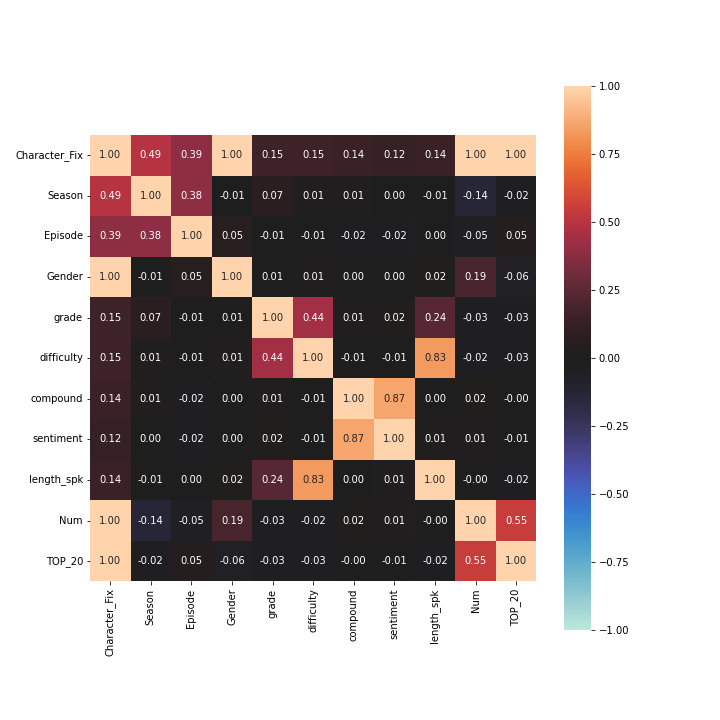 Character_Fix 1.00 0.49 0.39 1.00 0.15 0.15 0.14 0.12 0.14 1.00 1.00
Season 0.49 1.00 0.38 -0.01 0.07 0.01 0.01 0.00 -0.01 -0.14 -0.02
Episode 0.39 0.38 1.00 0.05 -0.01 -0.01 -0.02 -0.02 0.00 -0.05 0.05
Gender 1.00 -0.01 0.05 1.00 0.01 0.01 0.00 0.00 0.02 0.19 -0.06
grade 0.15 0.07 -0.01 0.01 1.00 0.44 0.01 0.02 0.24 -0.03 -0.03
difficulty 0.15 0.01 -0.01 0.01 0.44 1.00 -0.01 -0.01 0.83 -0.02 -0.03
compound 0.14 0.01 -0.02 0.00 0.01 -0.01 1.00 0.87 0.00 0.02 -0.00
sentiment 0.12 0.00 -0.02 0.00 0.02 -0.01 0.87 1.00 0.01 0.01 -0.01
length_spk 0.14 -0.01 0.00 0.02 0.24 0.83 0.00 0.01 1.00 -0.00 -0.02
Num 1.00 -0.14 -0.05 0.19 -0.03 -0.02 0.02 0.01 -0.00 1.00 0.55
TOP_20 1.00 -0.02 0.05 -0.06 -0.03 -0.03 -0.00 -0.01 -0.02 0.55 1.00
Character_Fix Season Episode Gender grade difficulty compound sentiment length_spk Num TOP_20
1.00
0.75
0.50
0.25
0.00
−0.25
−0.50
−0.75
−1.00